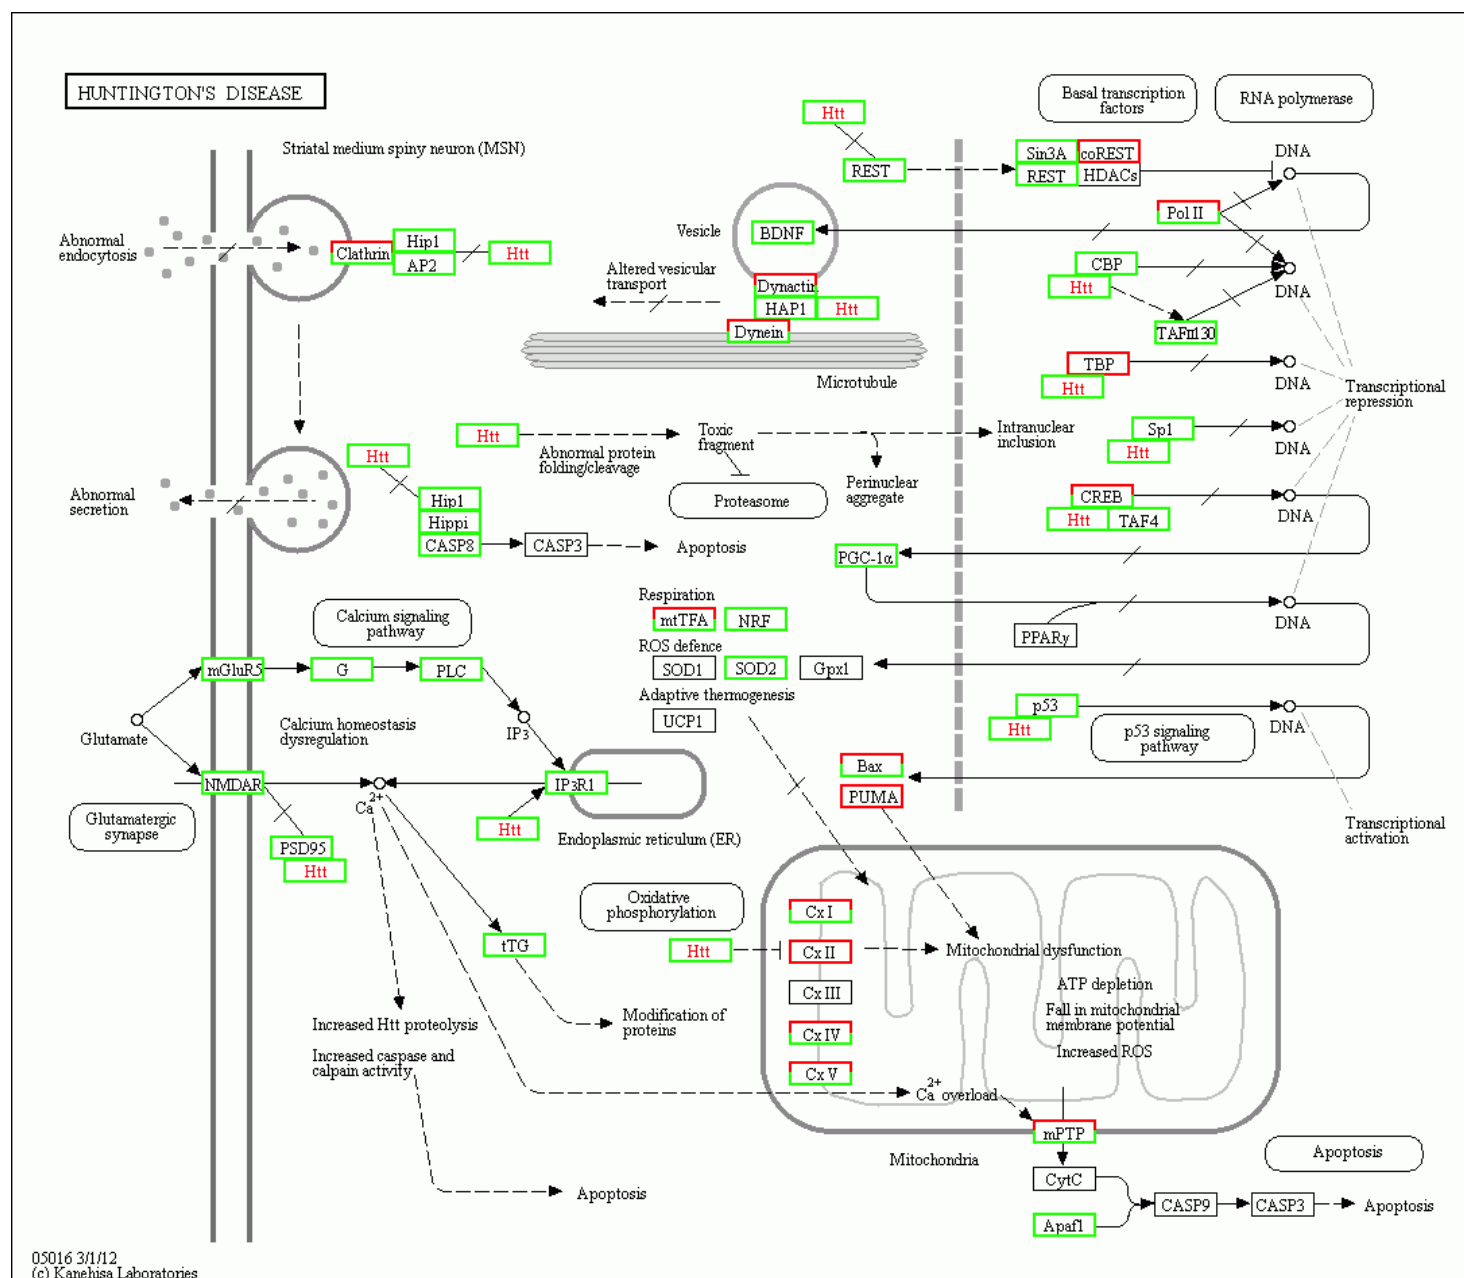 HUNTINGTON'S DISEASE
Striatal medium spiny neuron (MSN)
Basal transcription
factors
RNA polymerase
Htt
REST
Sin3A
coREST
REST
HDACs
DNA
Pol II
Abnormal
endocytosis
Clathrin
Hip1
AP2
Htt
Vesicle
BDNF
Altered vesicular
transport
Dynactin
HAP1
Htt
Dynein
Microtubule
CBP
Htt
DNA
TAFII130
TBP
Htt
DNA
Transcriptional
repression
Htt
Abnormal protein
folding/cleavage
Toxic
fragment
Intranuclear
inclusion
Perinuclear
aggregate
Proteasome
Sp1
Htt
DNA
Abnormal
secretion
Htt
Hip1
Hippi
CASP8
CASP3
Apoptosis
CREB
Htt
TAF4
DNA
PGC-1α
Respiration
mtTFA
NRF
ROS defence
SOD1
SOD2
Gpx1
Adaptive thermogenesis
UCP1
PPARγ
DNA
Calcium signaling
pathway
mGluR5
G
PLC
IP3
Glutamate
Calcium homeostasis
dysregulation
NMDAR
Ca2+
IP3R1
Htt
Endoplasmic reticulum (ER)
Glutamatergic
synapse
PSD95
Htt
p53
Htt
DNA
p53 signaling
pathway
Bax
PUMA
Transcriptional
activation
Oxidative
phosphorylation
Htt
Cx I
Cx II
Cx III
Cx IV
Cx V
Mitochondrial dysfunction
ATP depletion
Fall in mitochondrial
membrane potential
Increased ROS
tTG
Modification of
proteins
Increased Htt proteolysis
Increased caspase and
calpain activity
Ca2+ overload
mPTP
Mitochondria
Apoptosis
Apoptosis
CytC
Apaf1
CASP9
CASP3
Apoptosis
05016 3/1/12
(c) Kanehisa Laboratories